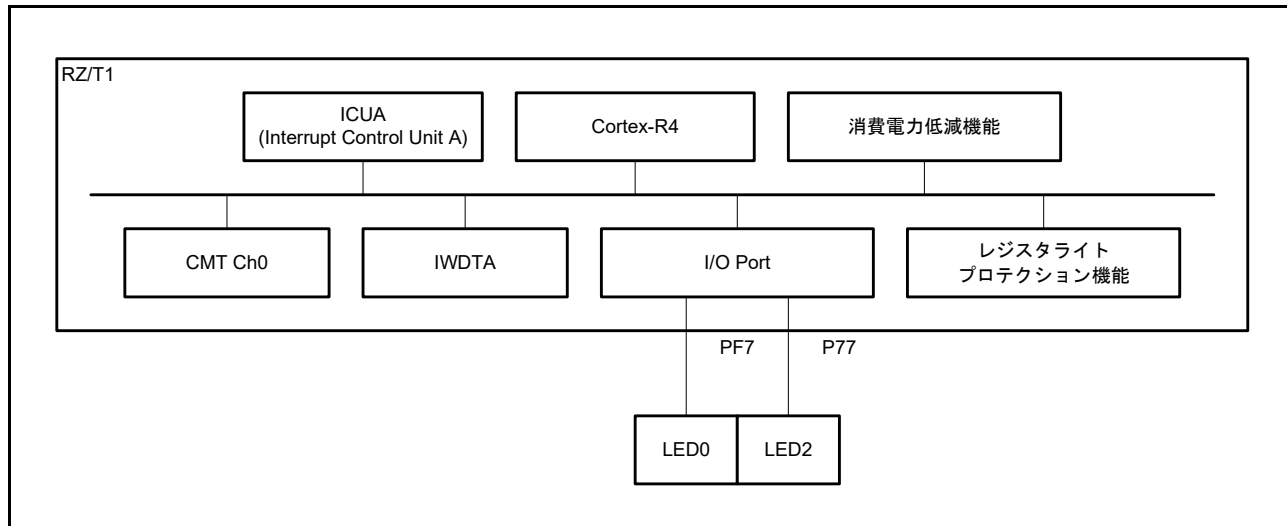 RZ/T1
ICUA
(Interrupt Control Unit A)
Cortex-R4
消費電力低減機能
CMT Ch0
IWDTA
I/O Port
レジスタライト
プロテクション機能
PF7
P77
LED0
LED2